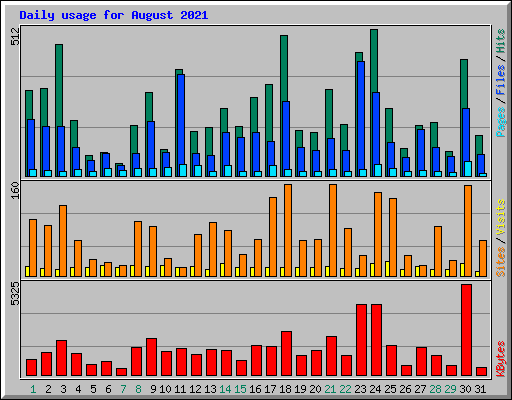 Daily usage for August 2021
512
Pages / Files / Hits
160
Sites / Visits
5325
KBytes
1 2 3 4 5 6 7 8 9 10 11 12 13 14 15 16 17 18 19 20 21 22 23 24 25 26 27 28 29 30 31